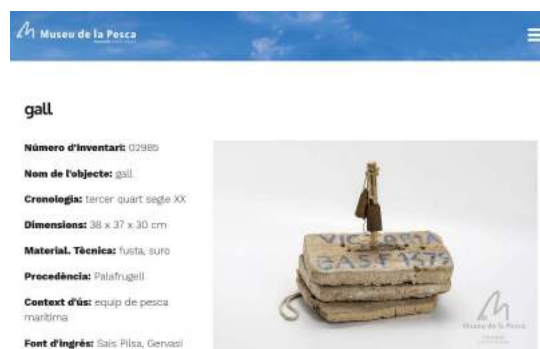 Museu de la Pesca
gall
Número d'inventari: 02985
Nom de l'objecte: gall
Cronologia: tercer quart segle XX
Dimensions: 38 x 37 x 30 cm
Material. Tècnica: fusta, suro
Procedència: Palafrugell
Context d'ús: equip de pesca
marítima
Font d'ingrés: Sais Pilsa, Gervasi
VICTORIA
Museu de la Pesca